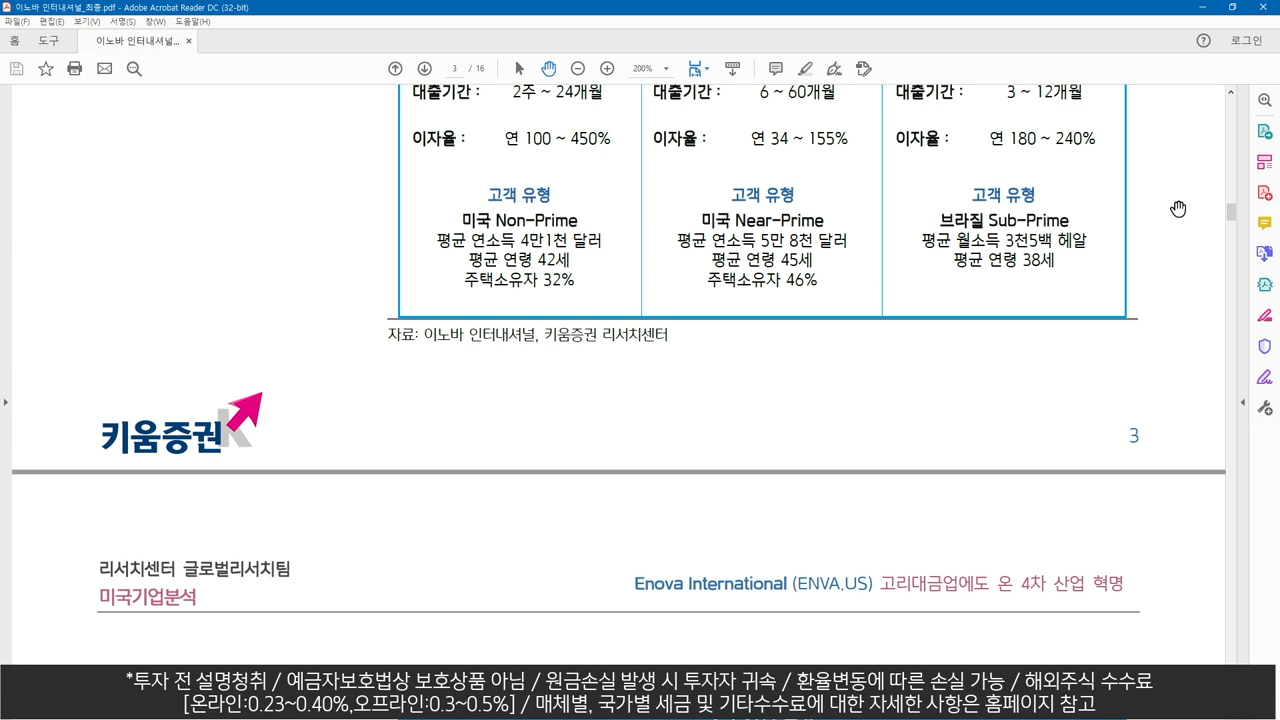 이노바 인터내셔널_최종.pdf - Adobe Acrobat Reader DC (32-bit)
파일(F) 편집(E) 보기(V) 서명(S) 창(W) 도움말(H)
홈 도구 이노바 인터내셔널... × 로그인
3 / 16 200%
대출기간 : 2주 ~ 24개월 대출기간 : 6 ~ 60개월 대출기간 : 3 ~ 12개월
이자율 : 연 100 ~ 450% 이자율 : 연 34 ~ 155% 이자율 : 연 180 ~ 240%
고객 유형 고객 유형 고객 유형
미국 Non-Prime 미국 Near-Prime 브라질 Sub-Prime
평균 연소득 4만1천 달러 평균 연소득 5만 8천 달러 평균 월소득 3천5백 헤알
평균 연령 42세 평균 연령 45세 평균 연령 38세
주택소유자 32% 주택소유자 46%
자료: 이노바 인터내셔널, 키움증권 리서치센터
키움증권 K
3
리서치센터 글로벌리서치팀
Enova International (ENVA.US) 고리대금업에도 온 4차 산업 혁명
미국기업분석
*투자 전 설명청취 / 예금자보호법상 보호상품 아님 / 원금손실 발생 시 투자자 귀속 / 환율변동에 따른 손실 가능 / 해외주식 수수료
[온라인:0.23~0.40%,오프라인:0.3~0.5%] / 매체별, 국가별 세금 및 기타수수료에 대한 자세한 사항은 홈페이지 참고